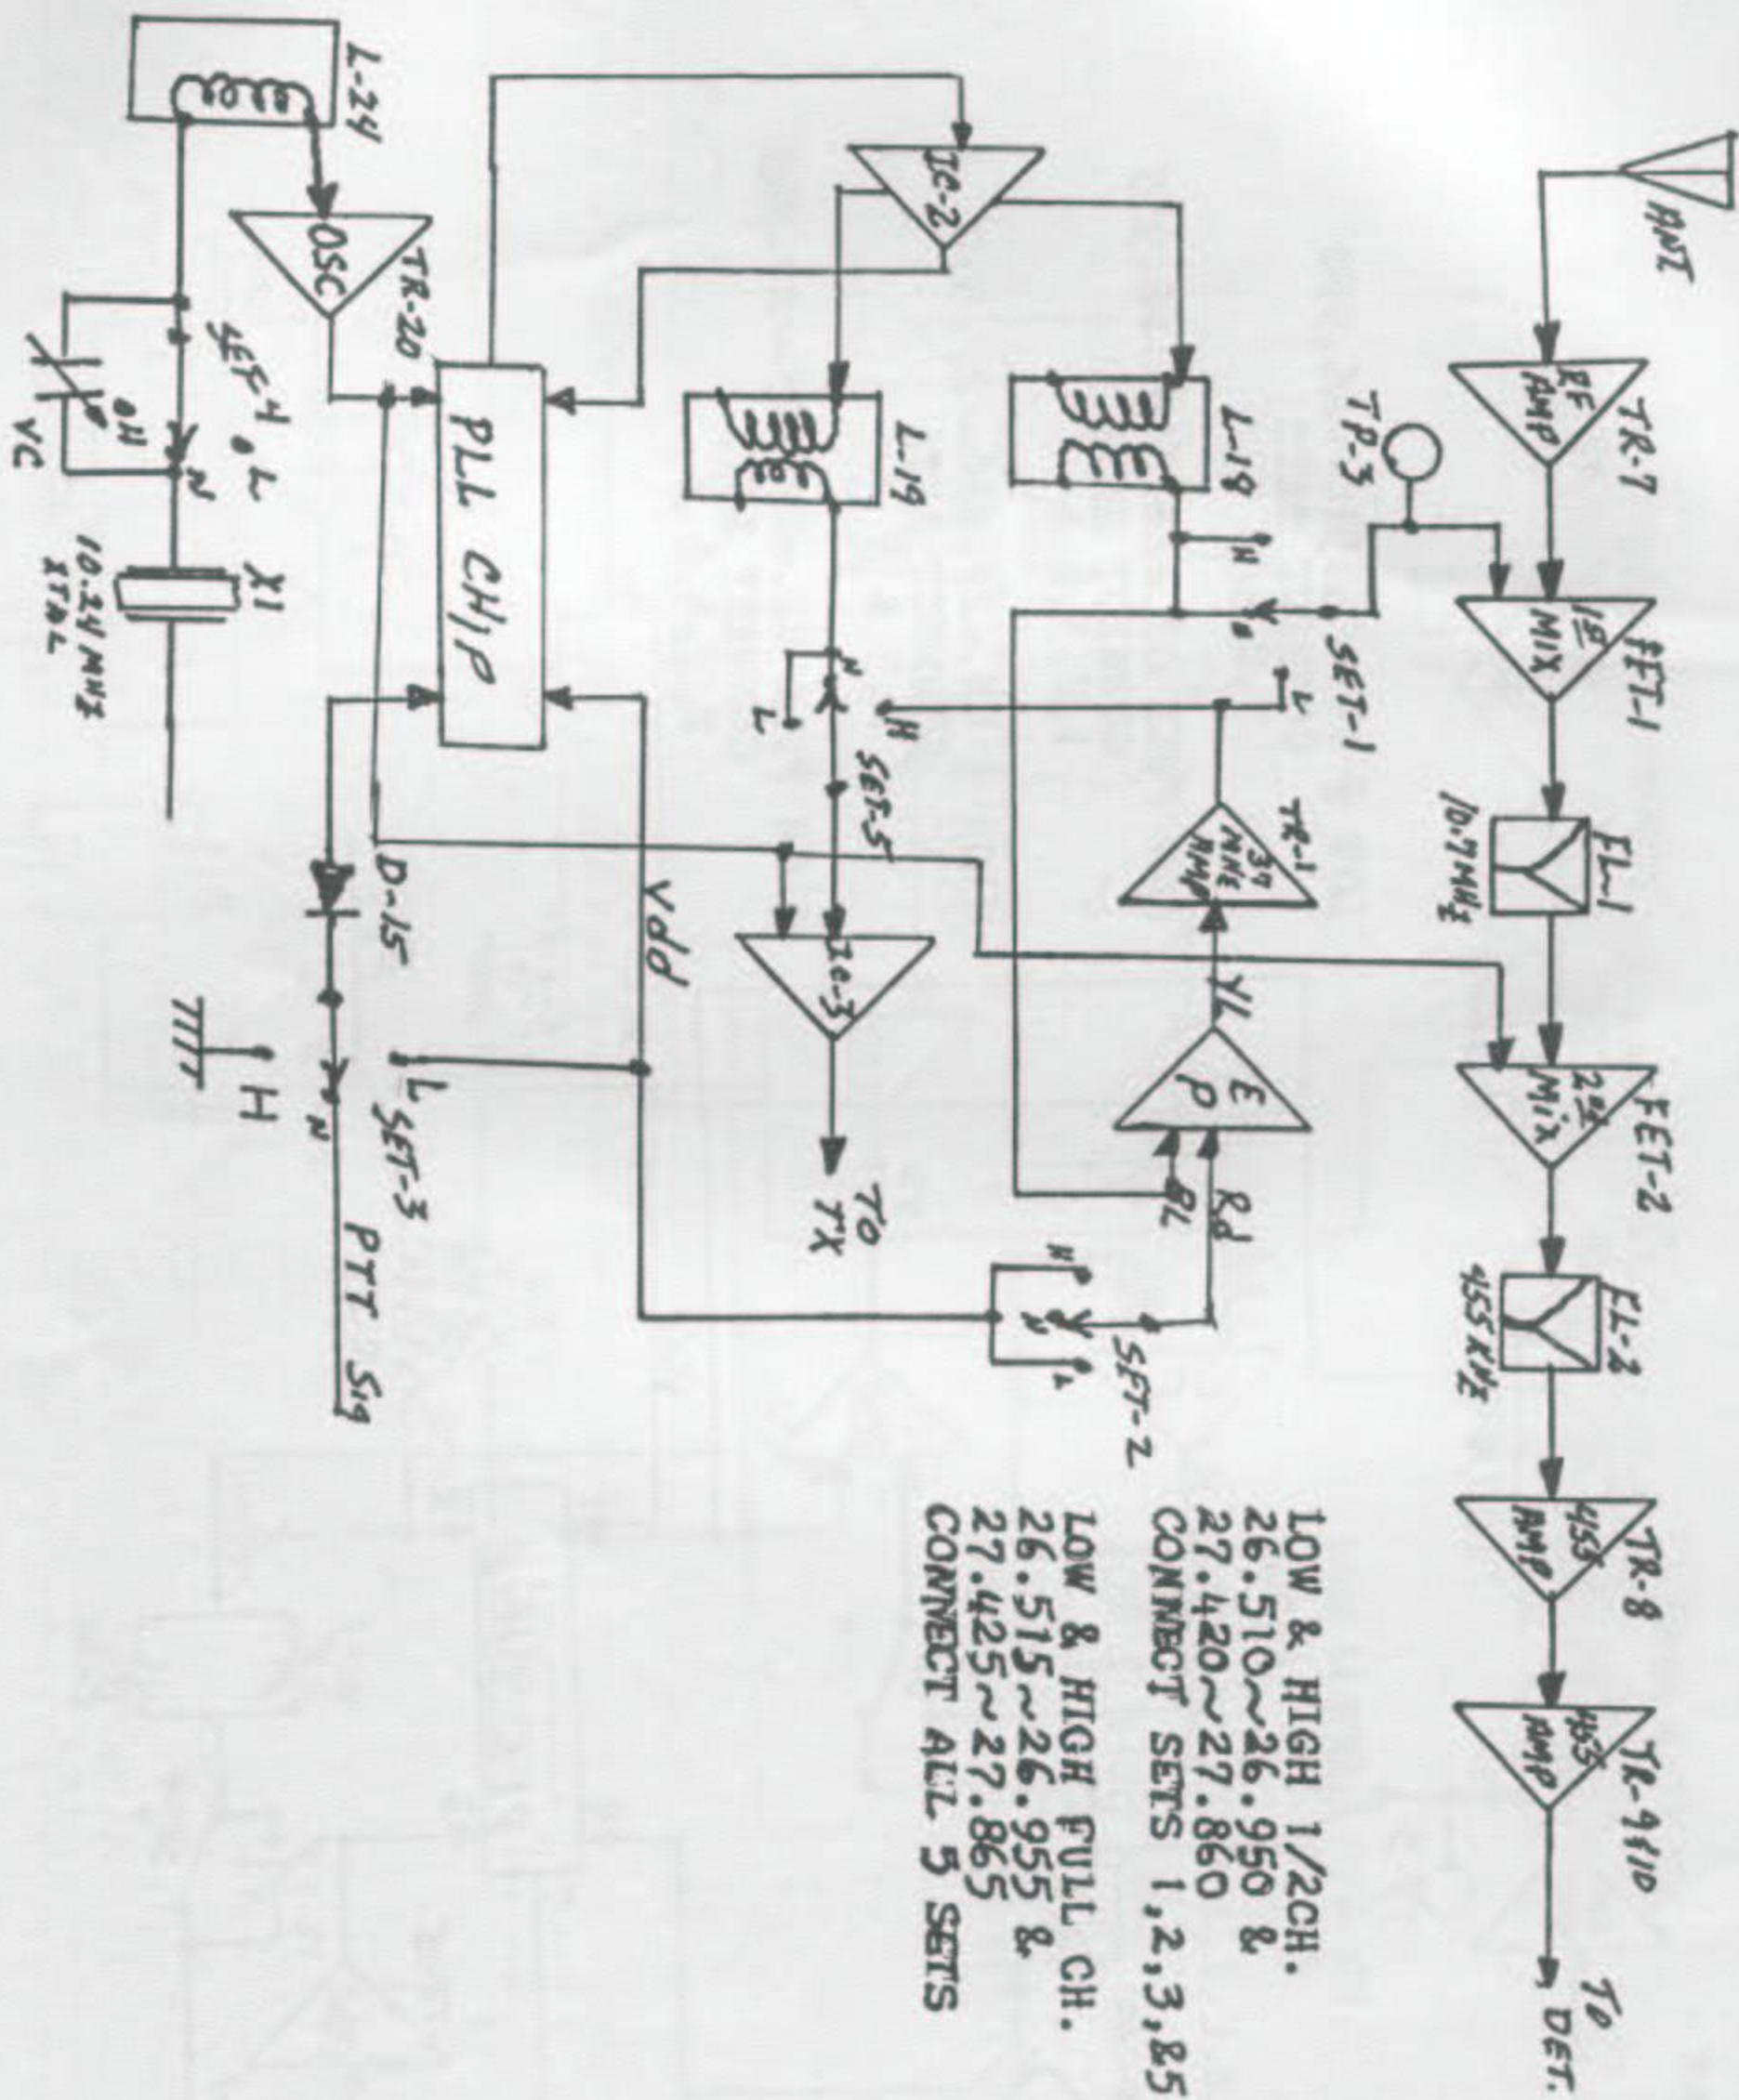 ANT
TR-7
RF
AMP
TP-3
FET-1
1st
MIX
FL-1
10.7MHz
FET-2
2nd
Mix
FL-2
455KHz
TR-8
455
AMP
TR-9&10
455
AMP
TO
DET.
IC-2
L-18
H
SET-1
L
TR-1
37
MHz
AMP
YL
E
P
BL
Rd
H
N
L
SET-2
L-19
N
L
H
SET-5
IC-3
TO
TX
Vdd
L-24
OSC
TR-20
PLL CHIP
SET-4
L
H
N
VC
X1
10.24MHz
XTAL
D-15
L
SET-3
H
N
PTT Sig
LOW & HIGH 1/2CH.
26.510~26.950 &
27.420~27.860
CONNECT SETS 1,2,3,&5
LOW & HIGH FULL CH.
26.515~26.955 &
27.425~27.865
CONNECT ALL 5 SETS